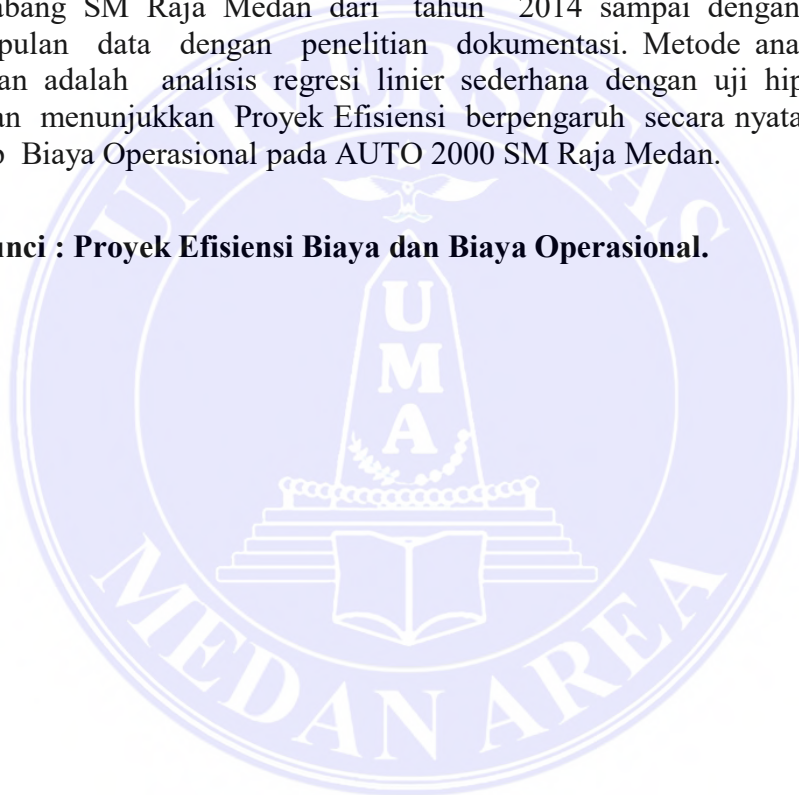 abang SM Raja Medan dari tahun 2014 sampai dengan
pulan data dengan penelitian dokumentasi. Metode ana
an adalah analisis regresi linier sederhana dengan uji hip
an menunjukkan Proyek Efisiensi berpengaruh secara nyata
Biaya Operasional pada AUTO 2000 SM Raja Medan.
unci : Proyek Efisiensi Biaya dan Biaya Operasional.
UNIVERSITAS
U
M
A
MEDAN AREA